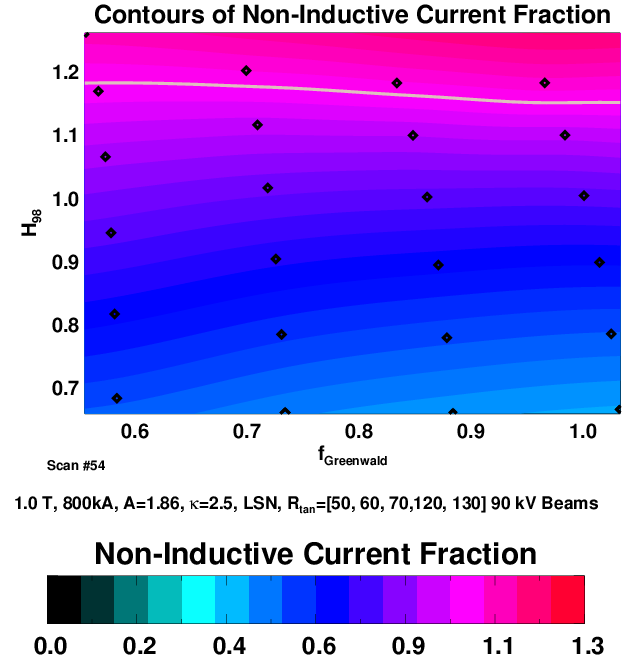 Contours of Non-Inductive Current Fraction
1.2
1.1
1.0
0.9
0.8
0.7
H98
0.6 0.7 0.8 0.9 1.0
fGreenwald
Scan #54
1.0 T, 800kA, A=1.86, κ=2.5, LSN, Rtan=[50, 60, 70,120, 130] 90 kV Beams
Non-Inductive Current Fraction
0.0 0.2 0.4 0.6 0.9 1.1 1.3